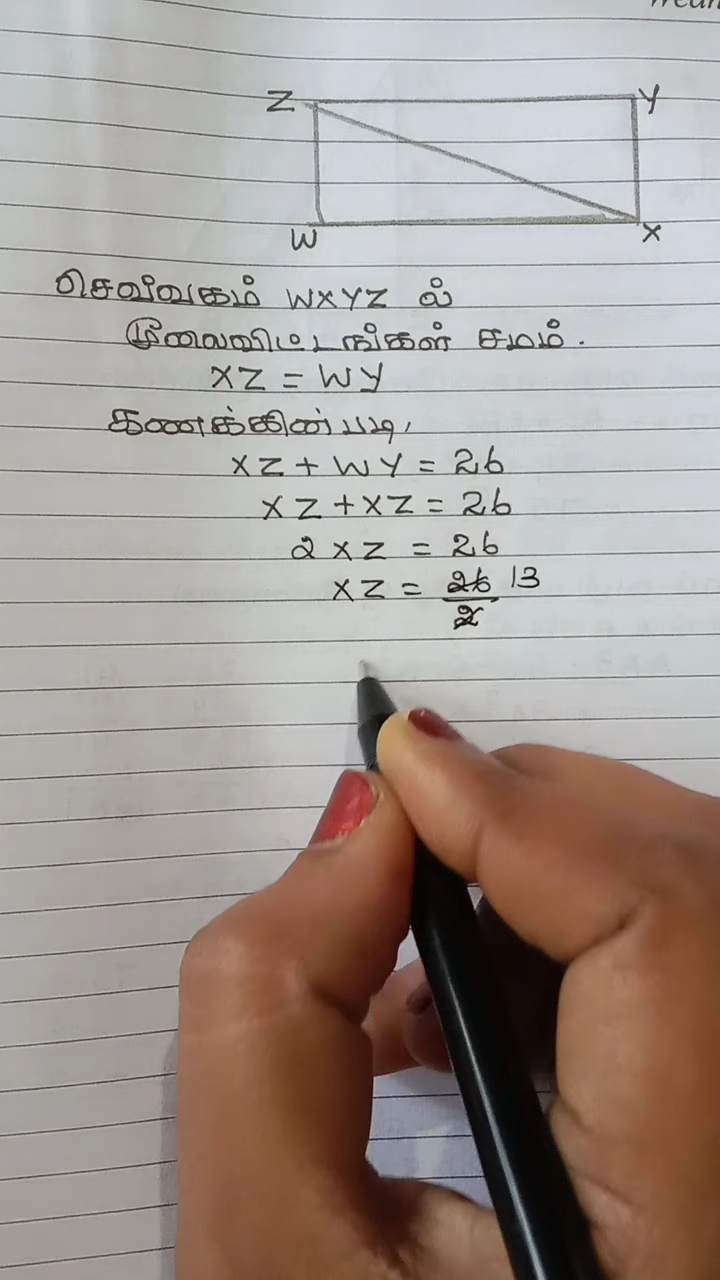 Z Y
W X
செவ்வகம் WXYZ ல்
மூலைவிட்டங்கள் சமம்.
XZ = WY
கணக்கின்படி,
XZ + WY = 26
XZ + XZ = 26
2 XZ = 26
XZ = 26 13
2